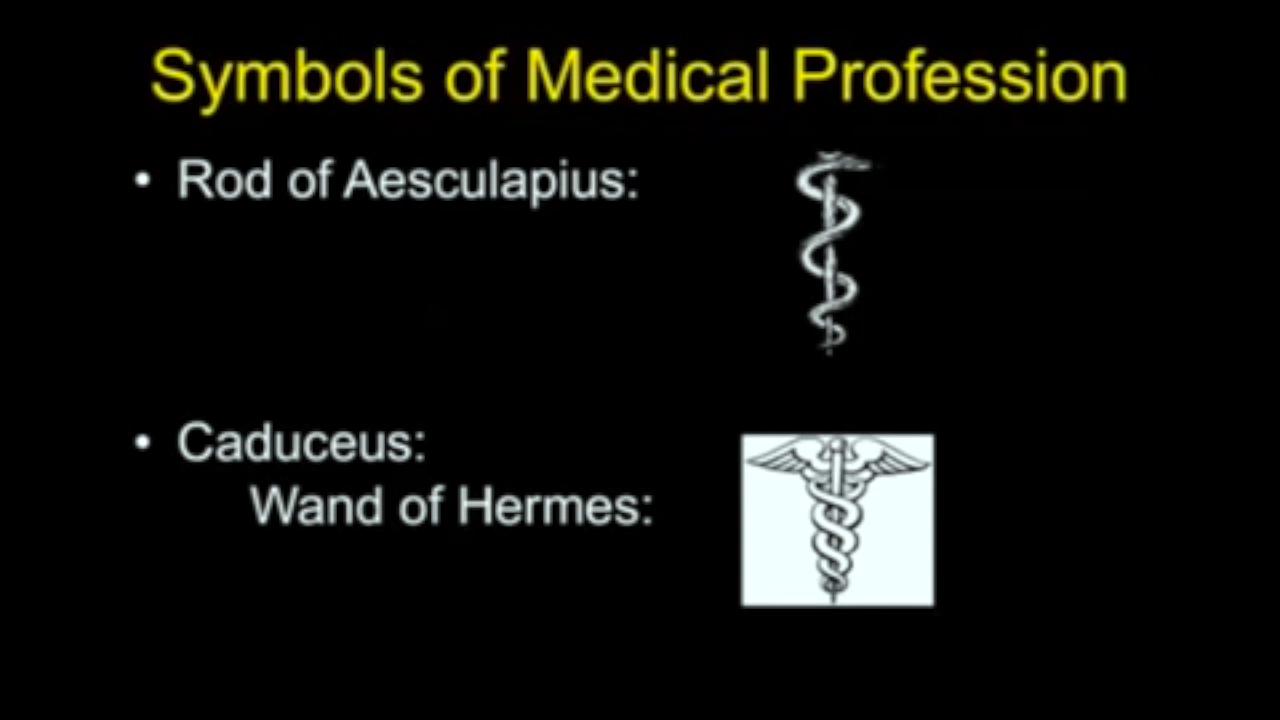 Symbols of Medical Profession
• Rod of Aesculapius:
• Caduceus:
Wand of Hermes: